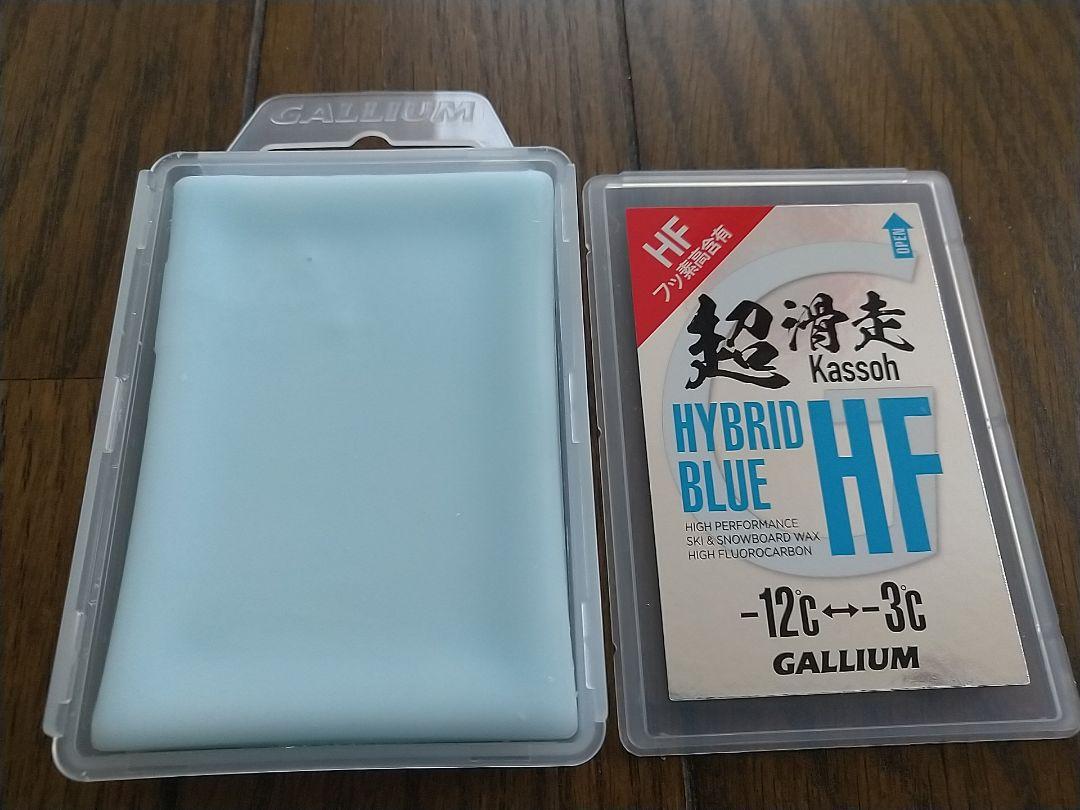 GALLIUM
HF
フッ素高含有
OPEN
超滑走
Kassoh
HYBRID
BLUE
HF
HIGH PERFORMANCE
SKI & SNOWBOARD WAX
HIGH FLUOROCARBON
-12℃↔-3℃
GALLIUM